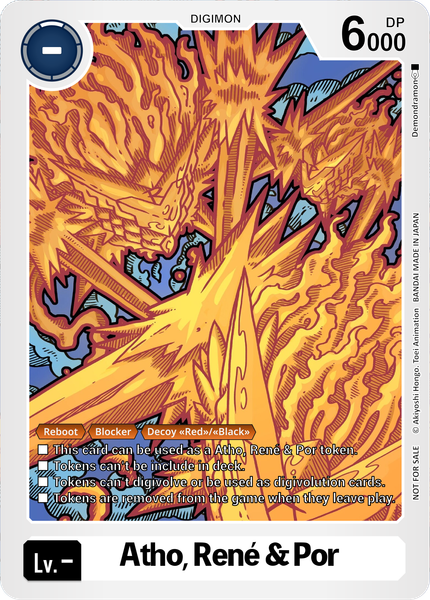 DIGIMON
DP
6000
-
Demondramon
Reboot Blocker Decoy «Red»/«Black»
This card can be used as a Atho, René & Por token.
Tokens can't be include in deck.
Tokens can't digivolve or be used as digivolution cards.
Tokens are removed from the game when they leave play.
NOT FOR SALE © Akiyoshi Hongo. Toei Animation BANDAI MADE IN JAPAN
Lv.-
Atho, René & Por